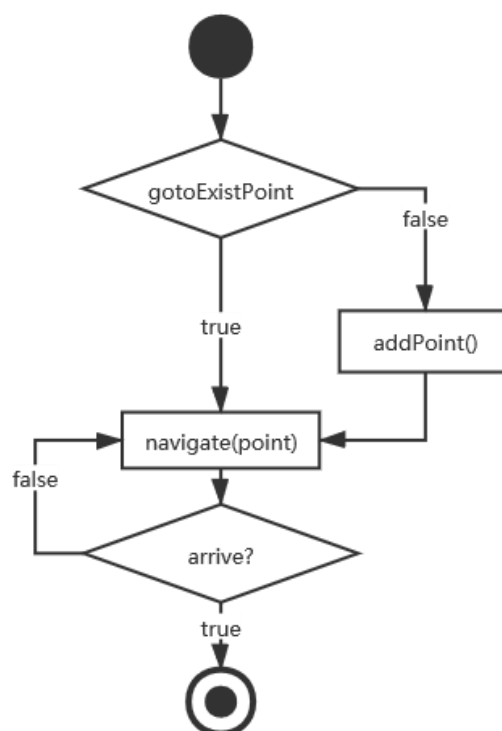 gotoExistPoint
false
true
addPoint()
navigate(point)
false
arrive?
true